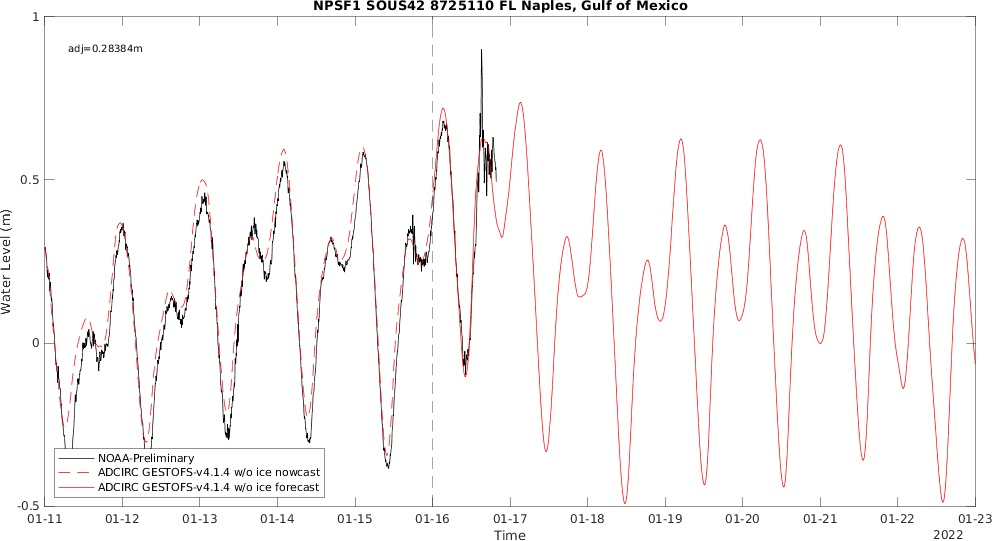 NPSF1 SOUS42 8725110 FL Naples, Gulf of Mexico
adj=0.28384m
1
0.5
0
-0.5
Water Level (m)
NOAA-Preliminary
ADCIRC GESTOFS-v4.1.4 w/o ice nowcast
ADCIRC GESTOFS-v4.1.4 w/o ice forecast
01-11 01-12 01-13 01-14 01-15 01-16 01-17 01-18 01-19 01-20 01-21 01-22 01-23
Time
2022